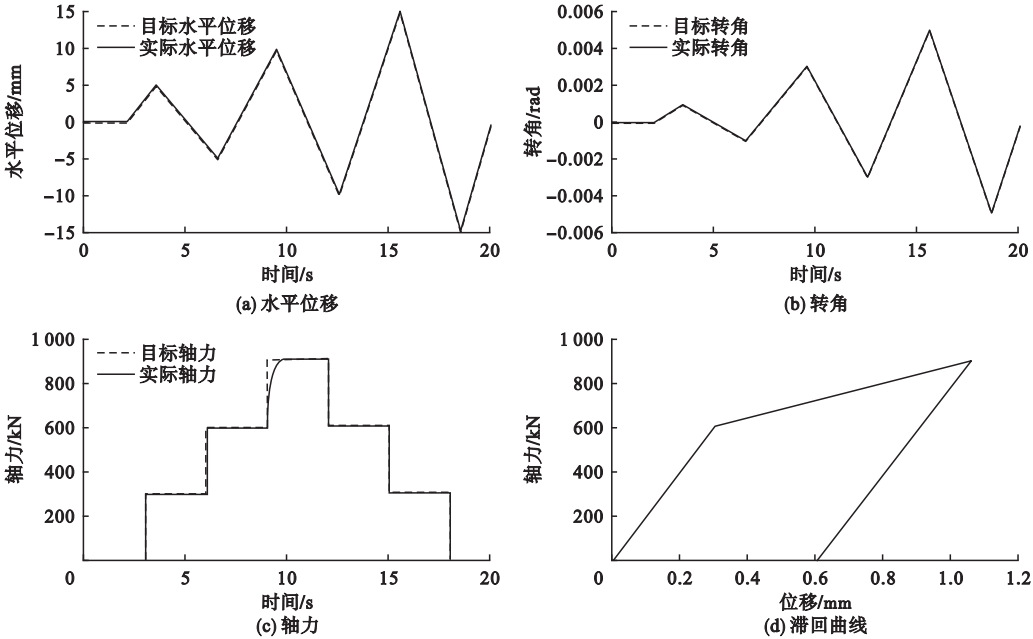 目标水平位移
实际水平位移
水平位移/mm
15
10
5
0
−5
−10
−15
0
5
10
15
20
时间/s
(a) 水平位移
目标转角
实际转角
转角/rad
0.006
0.004
0.002
0
−0.002
−0.004
−0.006
0
5
10
15
20
时间/s
(b) 转角
目标轴力
实际轴力
轴力/kN
1 000
800
600
400
200
0
5
10
15
20
时间/s
(c) 轴力
轴力/kN
1 000
800
600
400
200
0
0.2
0.4
0.6
0.8
1.0
1.2
位移/mm
(d) 滞回曲线